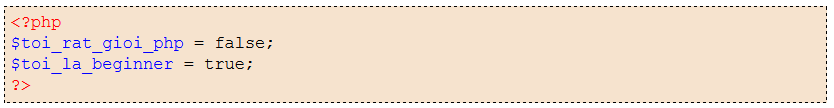 <?php
$toi_rat_gioi_php = false;
$toi_la_beginner = true;
?>